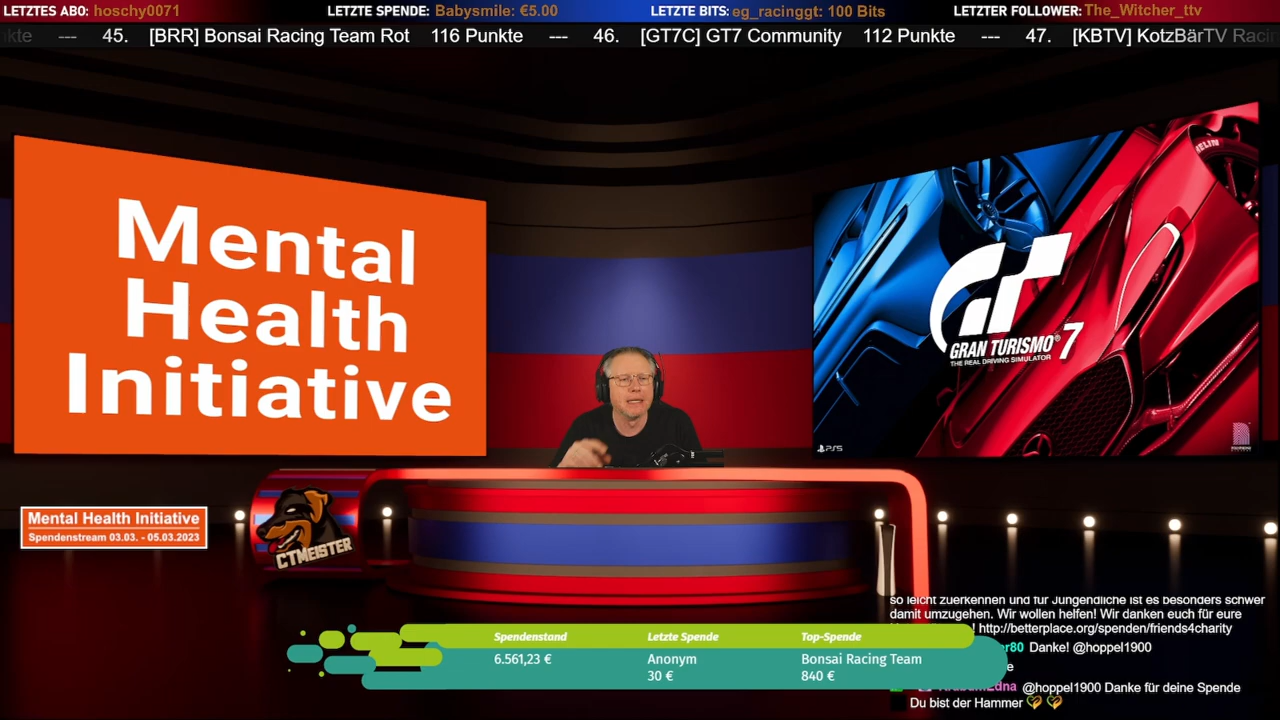 LETZTES ABO: hoschy0071
LETZTE SPENDE: Babysmile: €5.00
LETZTE BITS: eg_racinggt: 100 Bits
LETZTER FOLLOWER: The_Witcher_ttv
--- 45. [BRR] Bonsai Racing Team Rot 116 Punkte --- 46. [GT7C] GT7 Community 112 Punkte --- 47. [KBTV] KotzBärTV
Mental
Health
Initiative
GRAN TURISMO® 7
THE REAL DRIVING SIMULATOR
PS5
Mental Health Initiative
Spendenstream 03.03. - 05.03.2023
CTMEISTER
so leicht zuerkennen und für Jungendliche ist es besonders schwer
damit umzugehen. Wir wollen helfen! Wir danken euch für eure
! http://betterplace.org/spenden/friends4charity
Danke! @hoppel1900
@hoppel1900 Danke für deine Spende
Du bist der Hammer
Spendenstand
6.561,23 €
Letzte Spende
Anonym
30 €
Top-Spende
Bonsai Racing Team
840 €